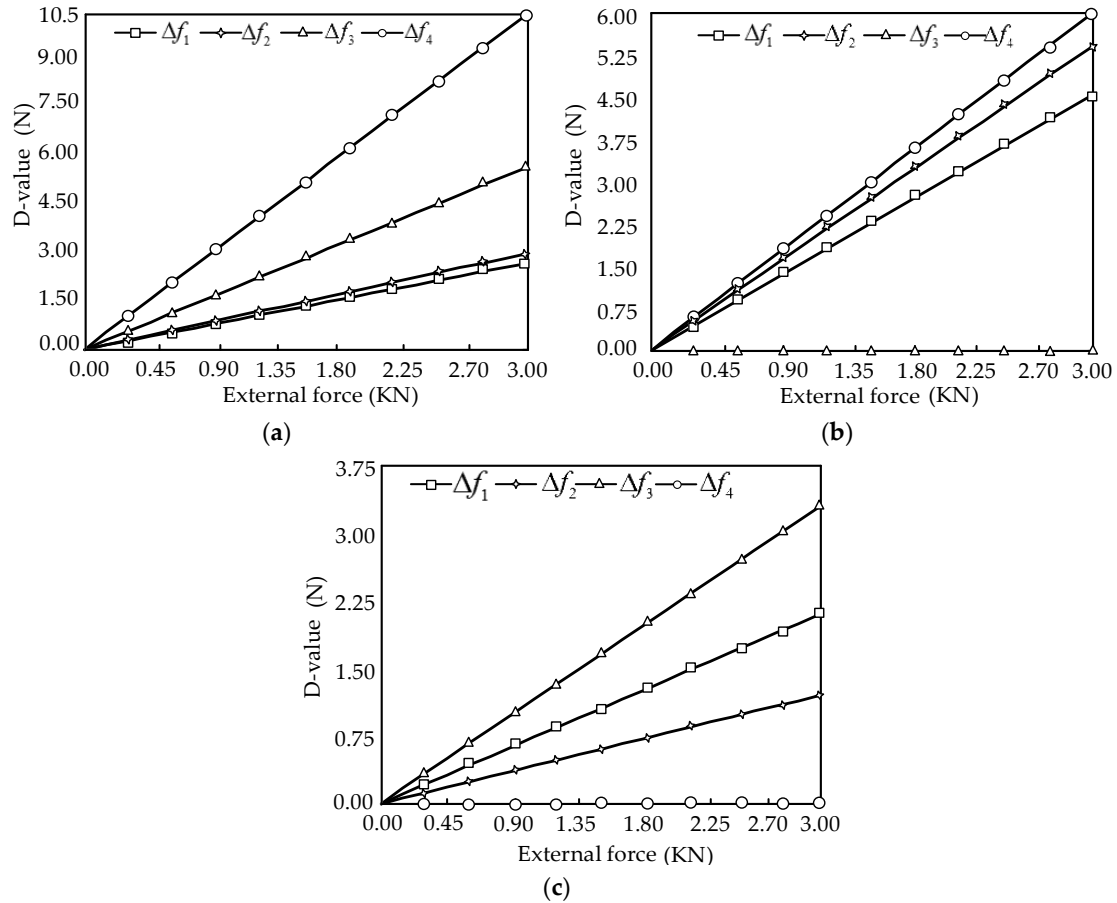 10.5
9.00
7.50
6.00
4.50
3.00
1.50
0.00
D-value (N)
Δf₁ Δf₂ Δf₃ Δf₄
0.00 0.45 0.90 1.35 1.80 2.25 2.70 3.00
External force (KN)
(a)
6.00
5.25
4.50
3.75
3.00
2.25
1.50
0.75
0.00
D-value (N)
Δf₁ Δf₂ Δf₃ Δf₄
0.00 0.45 0.90 1.35 1.80 2.25 2.70 3.00
External force (KN)
(b)
3.75
3.00
2.25
1.50
0.75
0.00
D-value (N)
Δf₁ Δf₂ Δf₃ Δf₄
0.00 0.45 0.90 1.35 1.80 2.25 2.70 3.00
External force (KN)
(c)